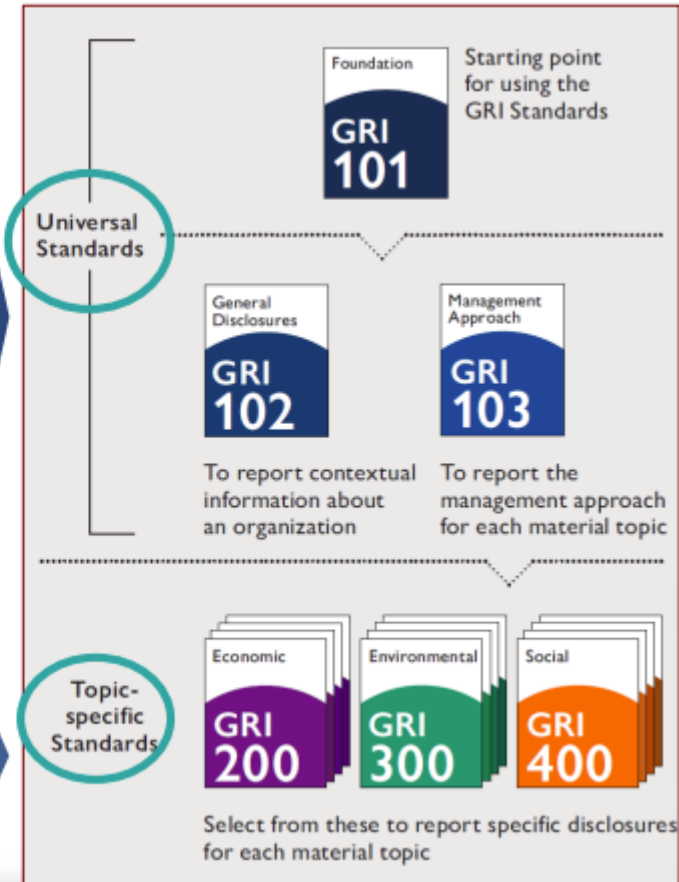 Foundation
GRI
101
Starting point
for using the
GRI Standards
Universal
Standards
General
Disclosures
GRI
102
Management
Approach
GRI
103
To report contextual
information about
an organization
To report the
management approach
for each material topic
Topic-
specific
Standards
Economic
GRI
200
Environmental
GRI
300
Social
GRI
400
Select from these to report specific disclosures
for each material topic